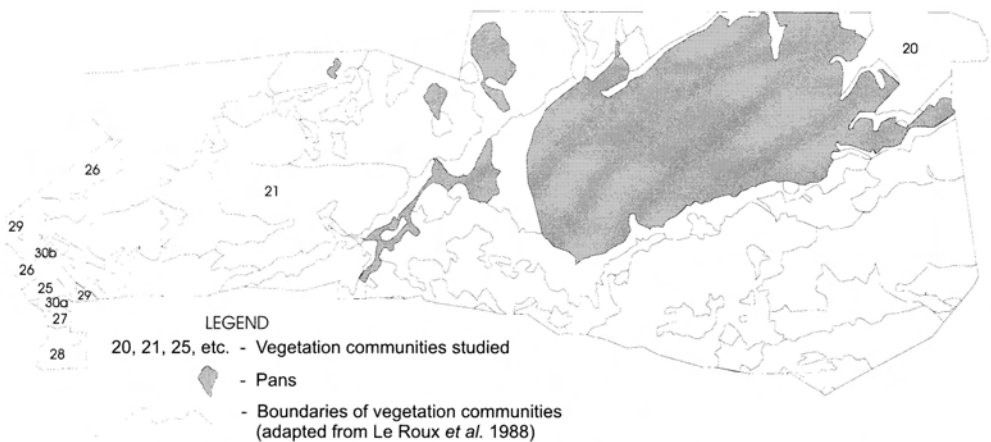 20
26
21
29
30b
26
25
29
30a
27
28
LEGEND
20, 21, 25, etc. - Vegetation communities studied
- Pans
- Boundaries of vegetation communities
(adapted from Le Roux et al. 1988)